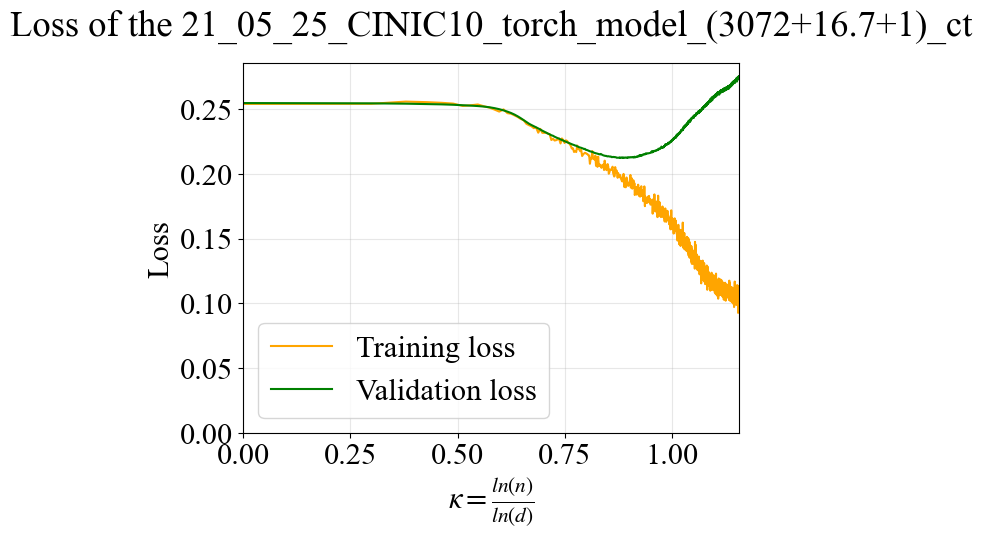 Loss of the 21_05_25_CINIC10_torch_model_(3072+16.7+1)_ct
Loss
0.25
0.20
0.15
0.10
0.05
0.00
Training loss
Validation loss
0.00 0.25 0.50 0.75 1.00
κ = ln(n) / ln(d)